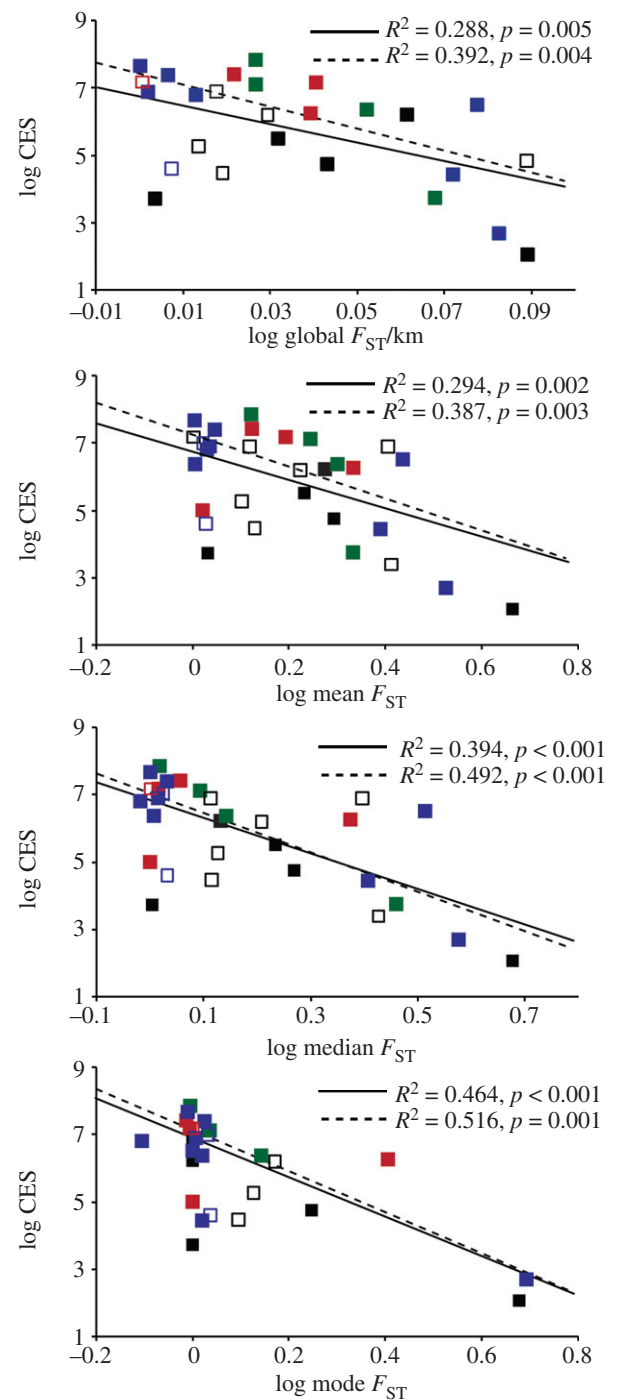 R² = 0.288, p = 0.005
R² = 0.392, p = 0.004
9
7
5
3
1
log CES
–0.01 0.01 0.03 0.05 0.07 0.09
log global F_ST/km
R² = 0.294, p = 0.002
R² = 0.387, p = 0.003
9
7
5
3
1
log CES
–0.2 0 0.2 0.4 0.6 0.8
log mean F_ST
R² = 0.394, p < 0.001
R² = 0.492, p < 0.001
9
7
5
3
1
log CES
–0.1 0.1 0.3 0.5 0.7
log median F_ST
R² = 0.464, p < 0.001
R² = 0.516, p = 0.001
9
7
5
3
1
log CES
–0.2 0 0.2 0.4 0.6 0.8
log mode F_ST